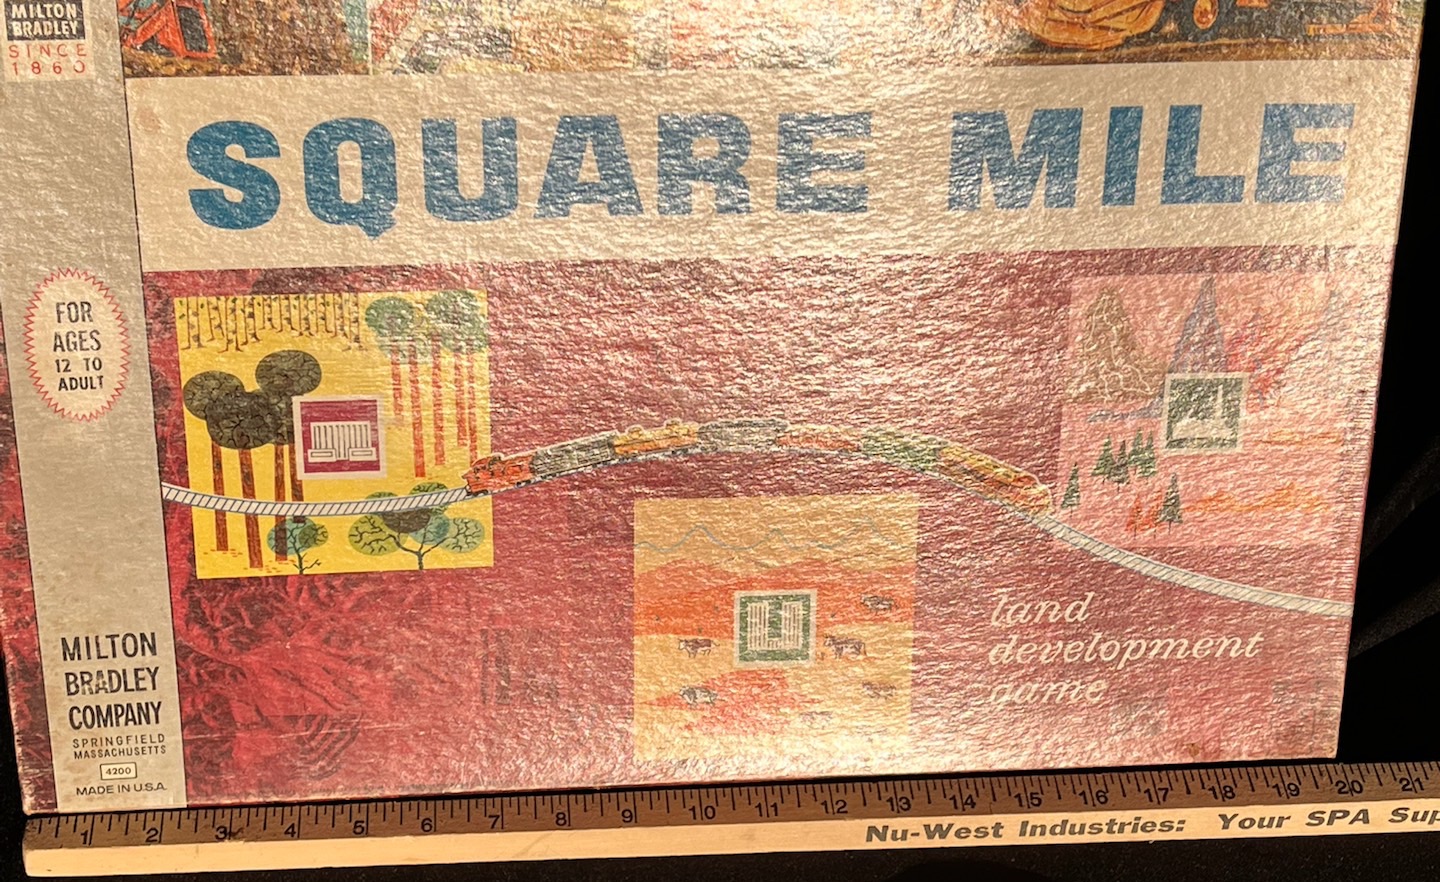 MILTON
BRADLEY
SINCE
1860
SQUARE MILE
FOR
AGES
12 TO
ADULT
land
development
game
MILTON
BRADLEY
COMPANY
SPRINGFIELD
MASSACHUSETTS
4200
MADE IN U.S.A.
1 2 3 4 5 6 7 8 9 10 11 12 13 14 15 16 17 18 19 20 21
Nu-West Industries: Your SPA Sup